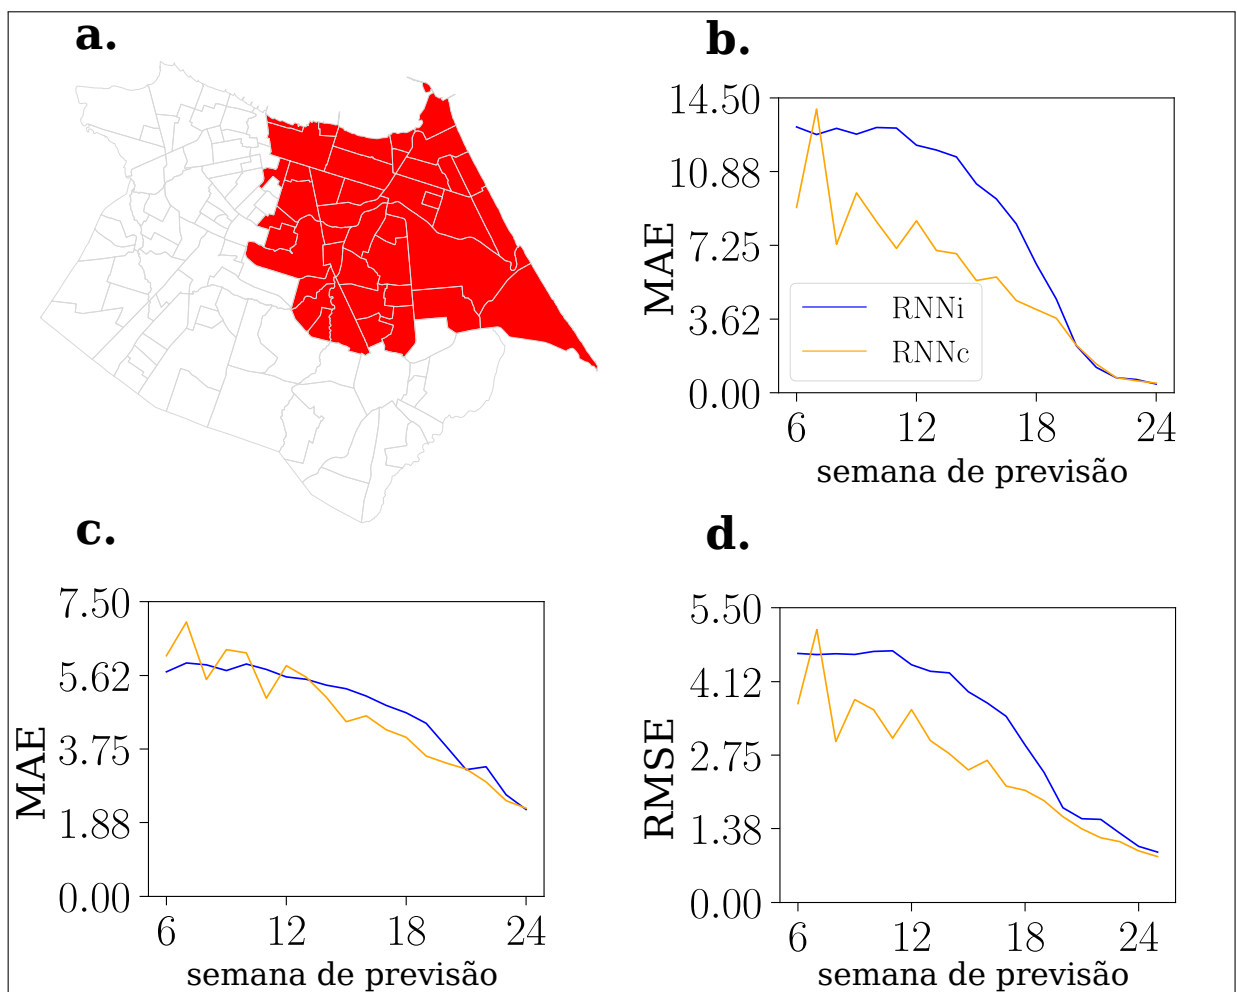 a.
b.
14.50
10.88
7.25
3.62
0.00
MAE
RNNi
RNNc
6 12 18 24
semana de previsão
c.
7.50
5.62
3.75
1.88
0.00
MAE
6 12 18 24
semana de previsão
d.
5.50
4.12
2.75
1.38
0.00
RMSE
6 12 18 24
semana de previsão